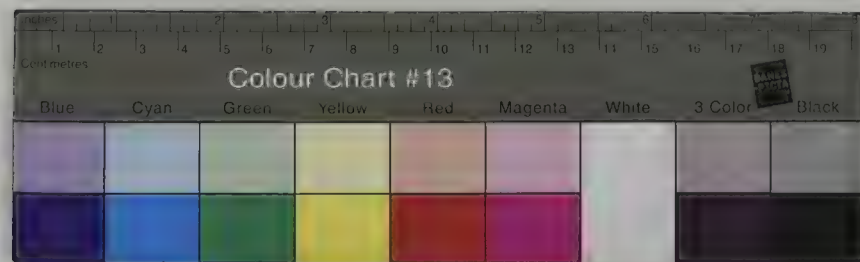 Inches 1 2 3 4 5 6 7
1 2 3 4 5 6 7 8 9 10 11 12 13 14 15 16 17 18 19
Centimetres
Colour Chart #13
Blue Cyan Green Yellow Red Magenta White 3 Color Black